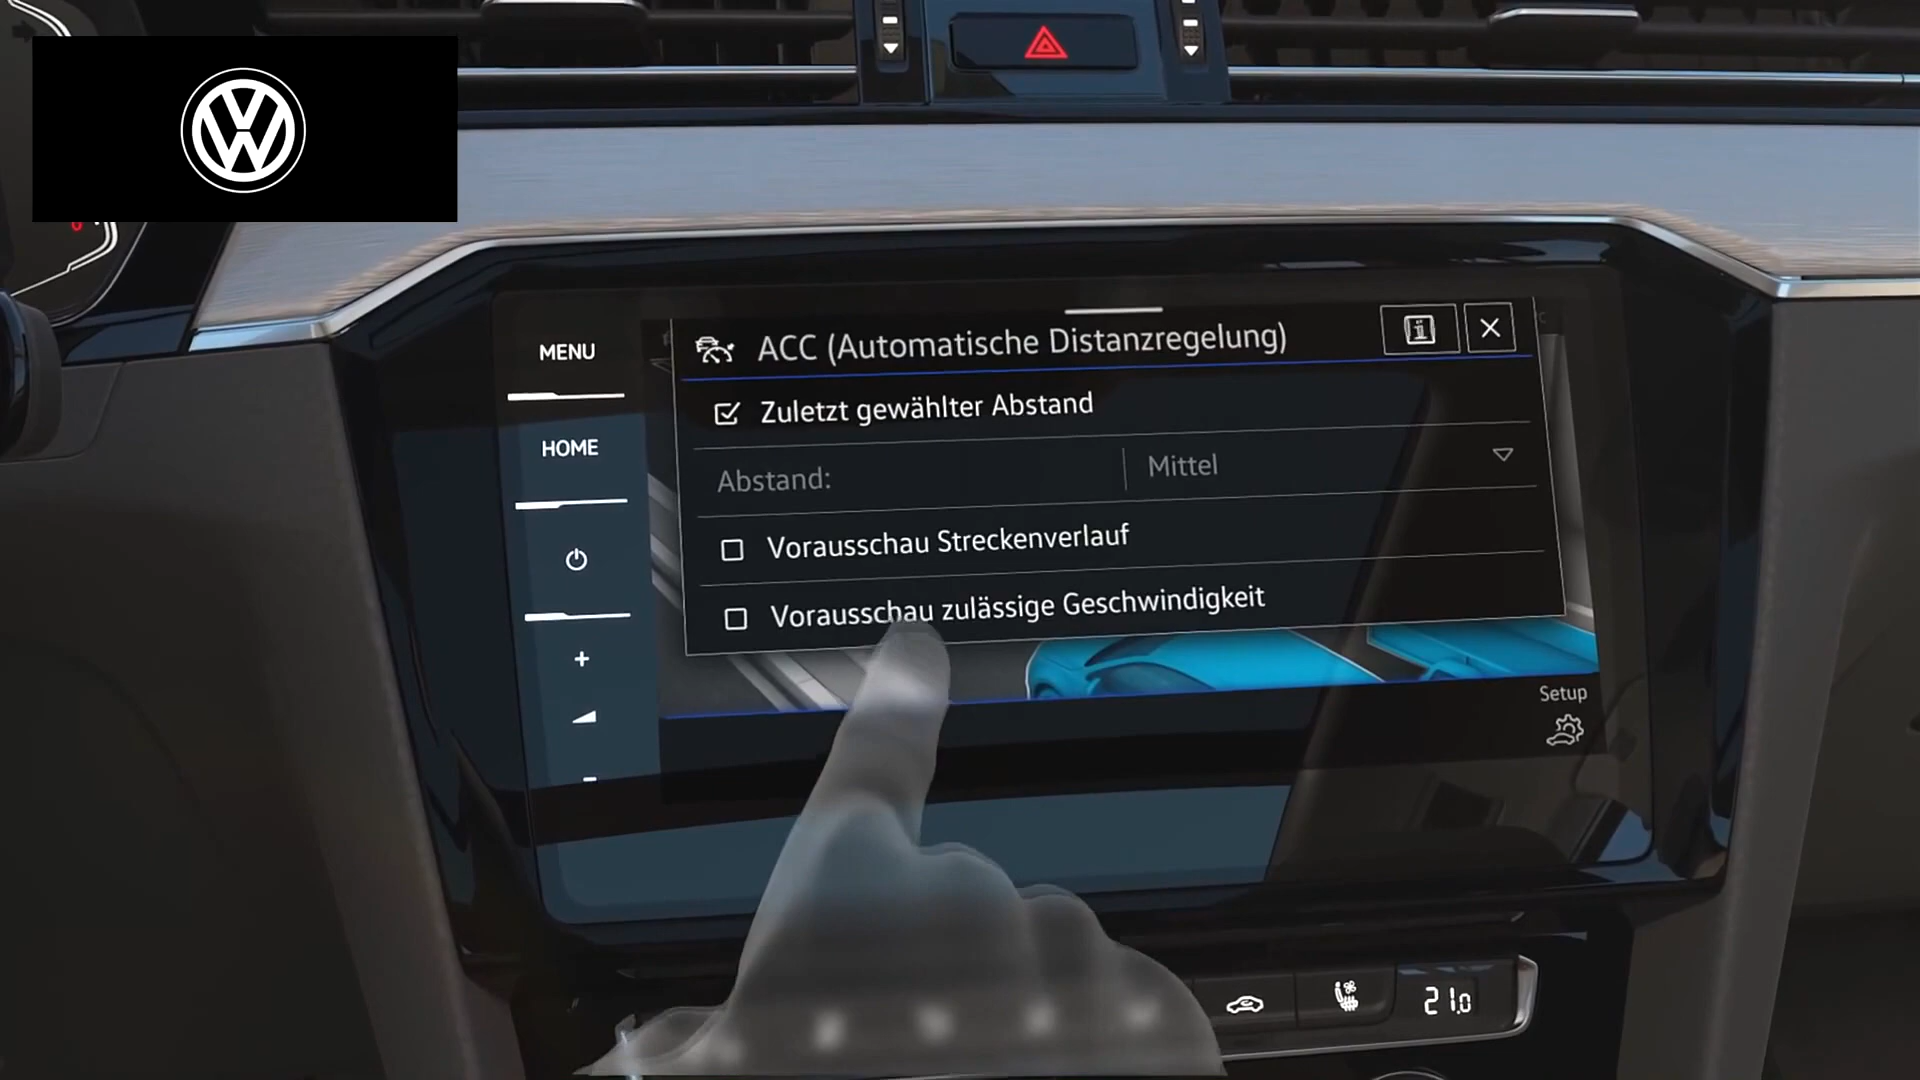 MENU
HOME
ACC (Automatische Distanzregelung)
Zuletzt gewählter Abstand
Abstand:
Mittel
Vorausschau Streckenverlauf
Vorausschau zulässige Geschwindigkeit
Setup
21.0